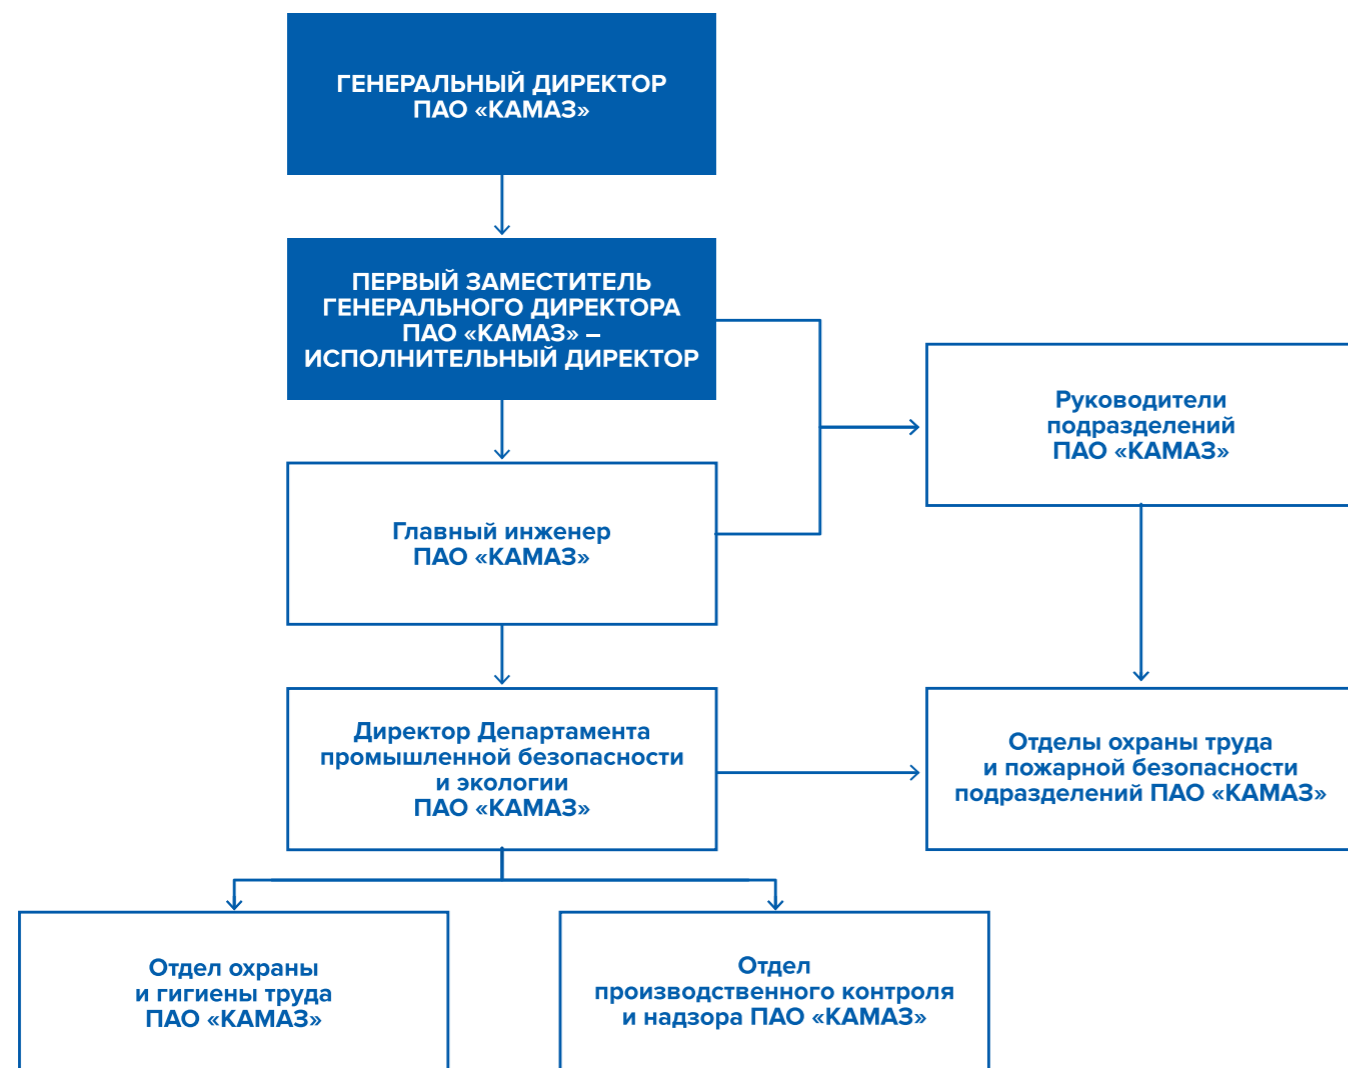 ГЕНЕРАЛЬНЫЙ ДИРЕКТОР
ПАО «КАМАЗ»
ПЕРВЫЙ ЗАМЕСТИТЕЛЬ
ГЕНЕРАЛЬНОГО ДИРЕКТОРА
ПАО «КАМАЗ» –
ИСПОЛНИТЕЛЬНЫЙ ДИРЕКТОР
Руководители
подразделений
ПАО «КАМАЗ»
Главный инженер
ПАО «КАМАЗ»
Директор Департамента
промышленной безопасности
и экологии
ПАО «КАМАЗ»
Отделы охраны труда
и пожарной безопасности
подразделений ПАО «КАМАЗ»
Отдел охраны
и гигиены труда
ПАО «КАМАЗ»
Отдел
производственного контроля
и надзора ПАО «КАМАЗ»